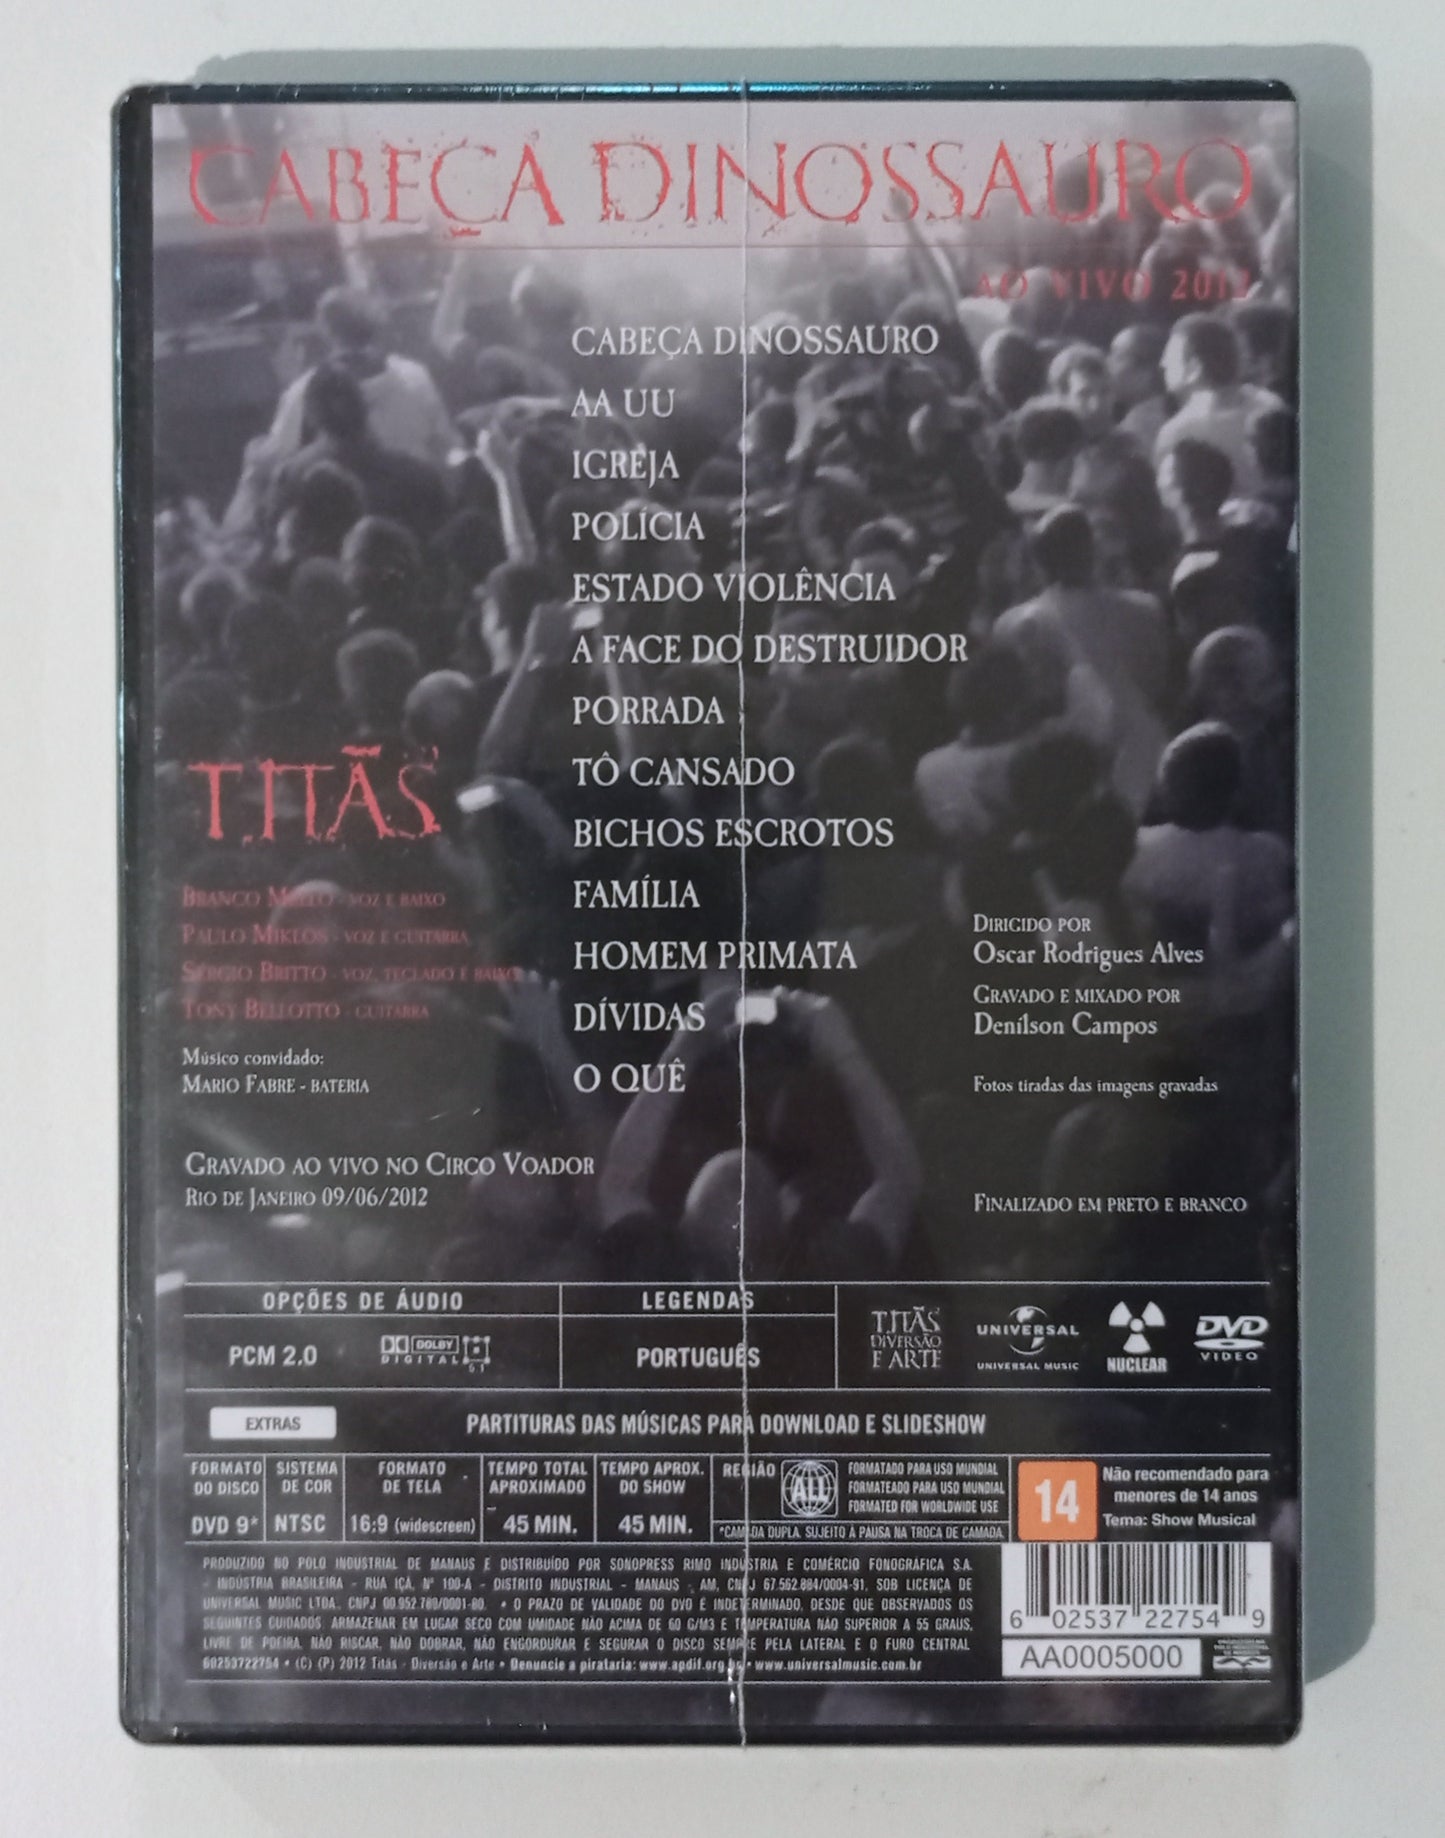 CABEÇA DINOSSAURO
AO VIVO 2012
CABEÇA DINOSSAURO
AA UU
IGREJA
POLÍCIA
ESTADO VIOLÊNCIA
A FACE DO DESTRUIDOR
PORRADA
TÔ CANSADO
BICHOS ESCROTOS
FAMÍLIA
HOMEM PRIMATA
DÍVIDAS
O QUÊ
TITÃS
BRANCO MELLO - VOZ E BAIXO
PAULO MIKLOS - VOZ E GUITARRA
SÉRGIO BRITTO - VOZ, TECLADO E BAIXO
TONY BELLOTTO - GUITARRA
Músico convidado:
MARIO FABRE - BATERIA
GRAVADO AO VIVO NO CIRCO VOADOR
RIO DE JANEIRO 09/06/2012
DIRIGIDO POR
Oscar Rodrigues Alves
GRAVADO E MIXADO POR
Denílson Campos
Fotos tiradas das imagens gravadas
FINALIZADO EM PRETO E BRANCO
OPÇÕES DE ÁUDIO
PCM 2.0
DOLBY
DIGITAL 5.1
LEGENDAS
PORTUGUÊS
TITÃS
DIVERSÃO
E ARTE
UNIVERSAL
UNIVERSAL MUSIC
NUCLEAR
DVD
VIDEO
EXTRAS
PARTITURAS DAS MÚSICAS PARA DOWNLOAD E SLIDESHOW
FORMATO
DO DISCO
DVD 9*
SISTEMA
DE COR
NTSC
FORMATO
DE TELA
16:9 (widescreen)
TEMPO TOTAL
APROXIMADO
45 MIN.
TEMPO APROX.
DO SHOW
45 MIN.
REGIÃO
ALL
FORMATADO PARA USO MUNDIAL
FORMATEADO PARA USO MUNDIAL
FORMATED FOR WORLDWIDE USE
*CAMADA DUPLA. SUJEITO À PAUSA NA TROCA DE CAMADA.
14
Não recomendado para
menores de 14 anos
Tema: Show Musical
PRODUZIDO NO POLO INDUSTRIAL DE MANAUS E DISTRIBUÍDO POR SONOPRESS RIMO INDÚSTRIA E COMÉRCIO FONOGRÁFICA S.A.
- INDÚSTRIA BRASILEIRA - RUA IÇÁ, Nº 100-A - DISTRITO INDUSTRIAL - MANAUS - AM, CNPJ 67.562.884/0004-91, SOB LICENÇA DE
UNIVERSAL MUSIC LTDA., CNPJ 00.952.789/0001-80. • O PRAZO DE VALIDADE DO DVD É INDETERMINADO, DESDE QUE OBSERVADOS OS
SEGUINTES CUIDADOS: ARMAZENAR EM LUGAR SECO COM UMIDADE NÃO ACIMA DE 60 G/M3 E TEMPERATURA NÃO SUPERIOR A 55 GRAUS,
LIVRE DE POEIRA, NÃO RISCAR, NÃO DOBRAR, NÃO ENGORDURAR E SEGURAR O DISCO SEMPRE PELA LATERAL E O FURO CENTRAL
60253722754 • (C) (P) 2012 Titãs - Diversão e Arte • Denuncie a pirataria: www.apdif.org.br • www.universalmusic.com.br
6 02537 22754 9
AA0005000